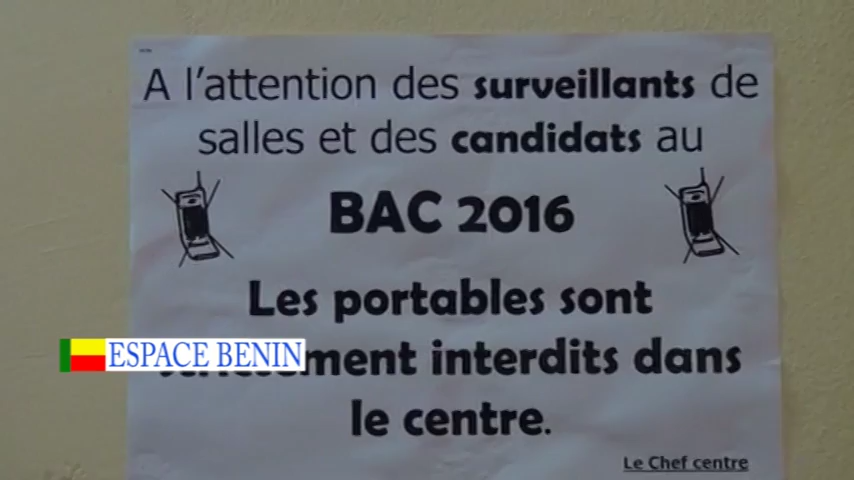 A l'attention des surveillants de
salles et des candidats au
BAC 2016
Les portables sont
ESPACE BENIN
interdits dans
le centre.
Le Chef centre